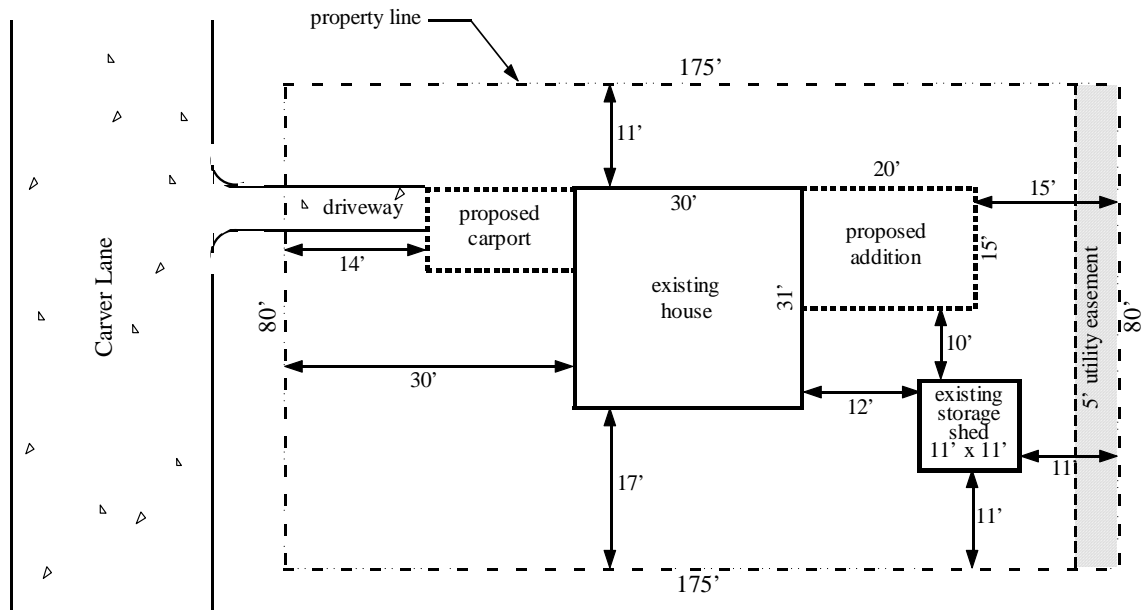 property line
175’
11’
20’
15’
driveway
proposed
carport
30’
proposed
addition
15’
14’
existing
house
31’
Carver Lane
80’
80’
5’ utility easement
10’
30’
12’
existing
storage
shed
11’ x 11’
11’
17’
11’
175’